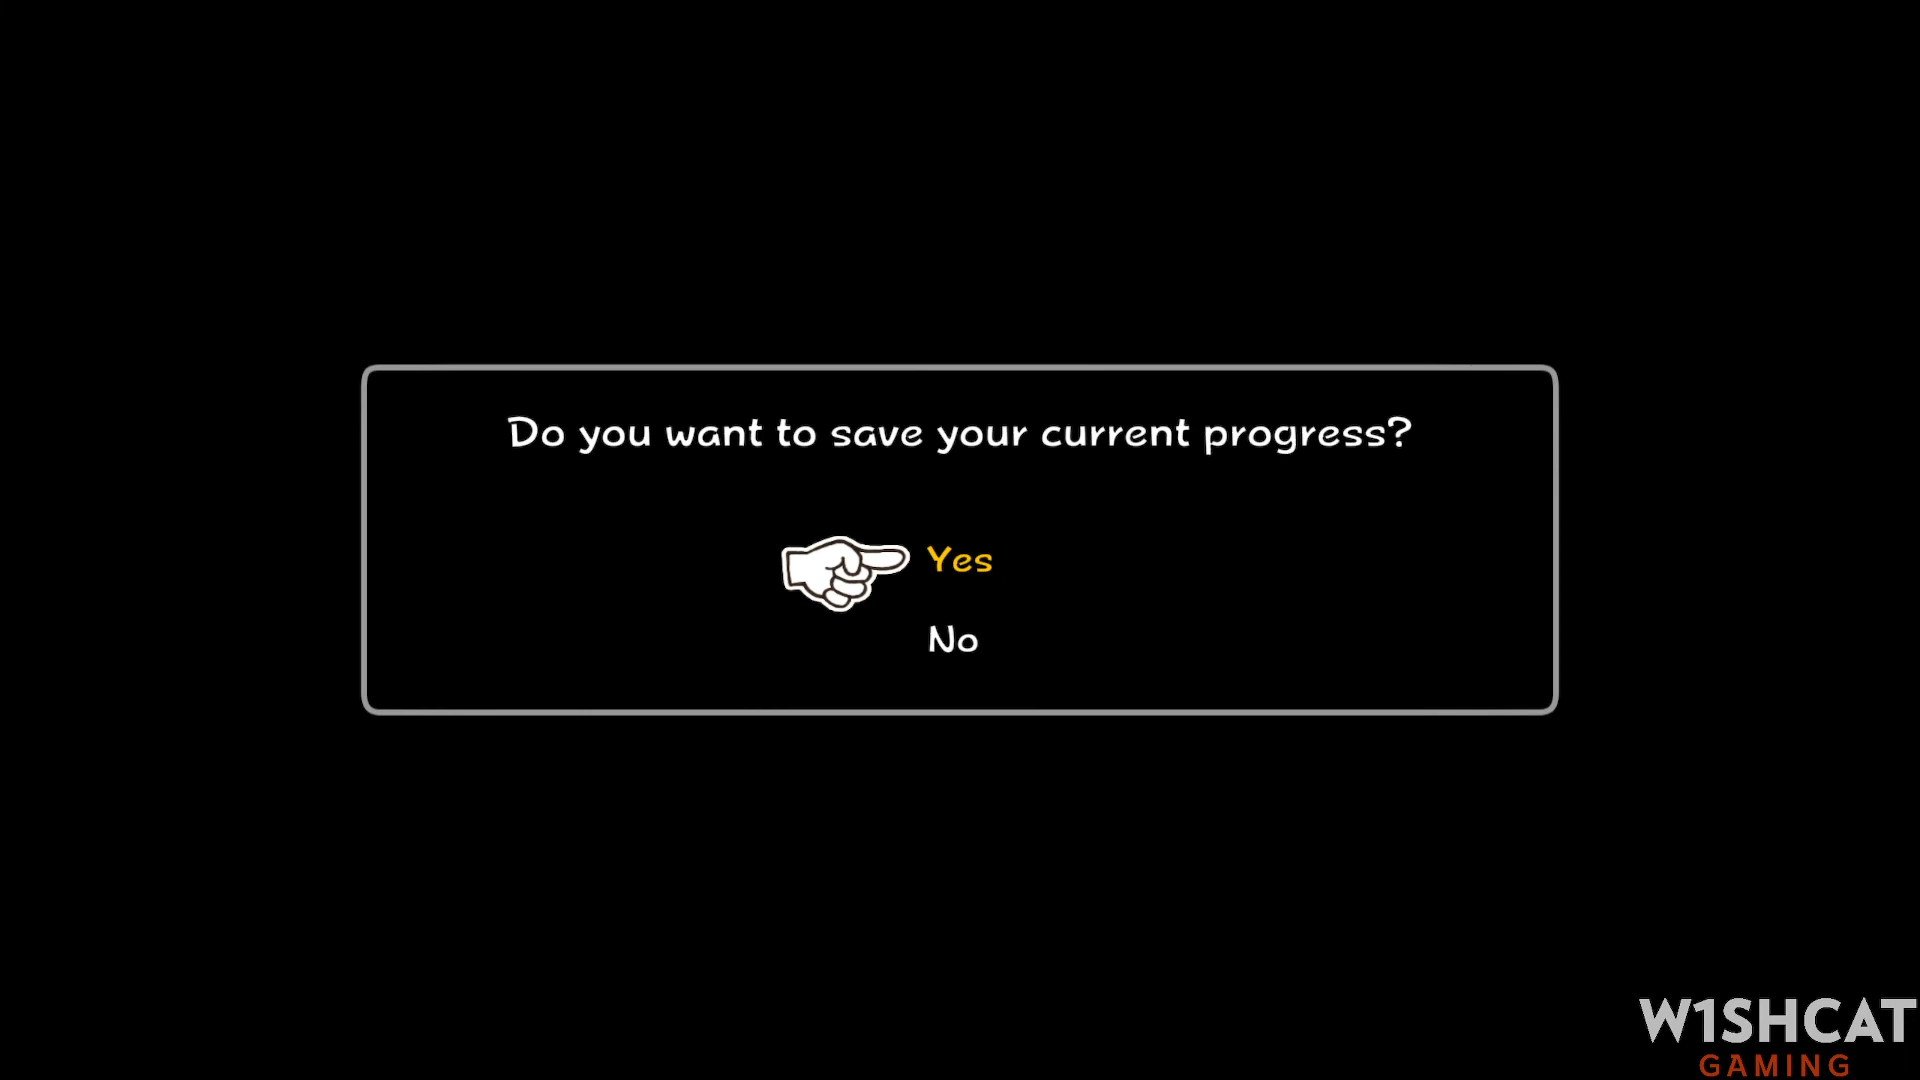 Do you want to save your current progress?
Yes
No
W1SHCAT
GAMING